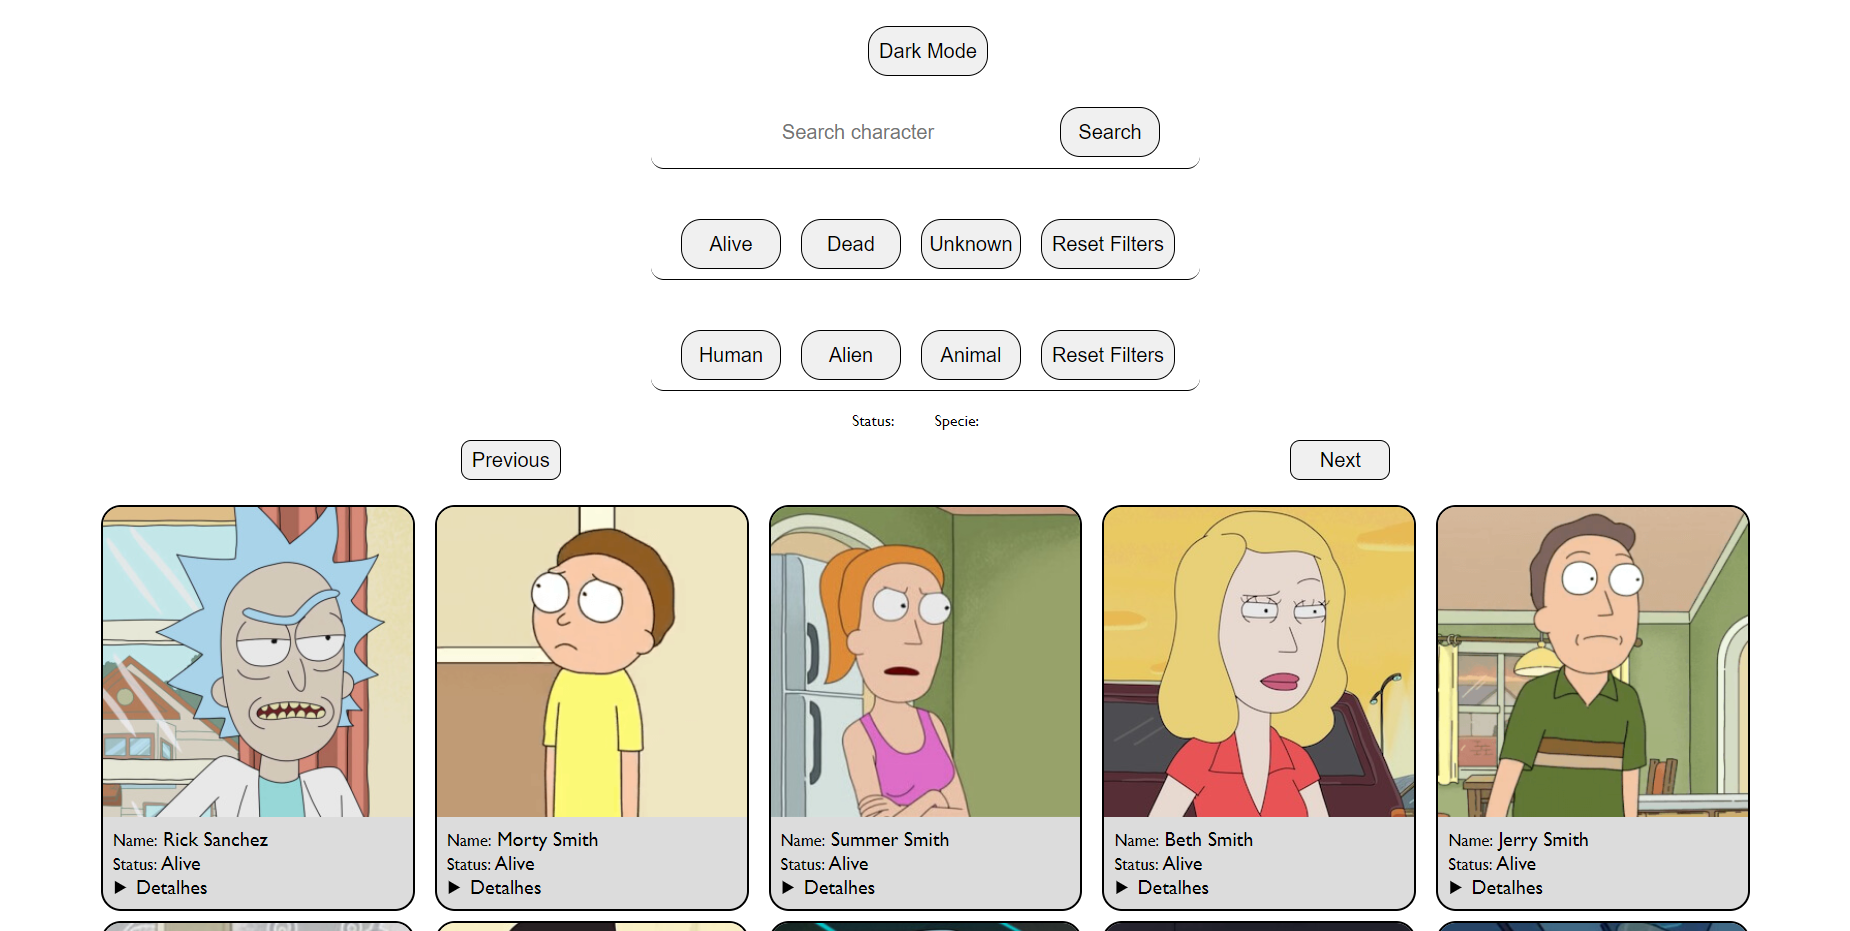 Dark Mode
Search character Search
Alive Dead Unknown Reset Filters
Human Alien Animal Reset Filters
Status: Specie:
Previous Next
Name: Rick Sanchez
Status: Alive
▶ Detalhes
Name: Morty Smith
Status: Alive
▶ Detalhes
Name: Summer Smith
Status: Alive
▶ Detalhes
Name: Beth Smith
Status: Alive
▶ Detalhes
Name: Jerry Smith
Status: Alive
▶ Detalhes